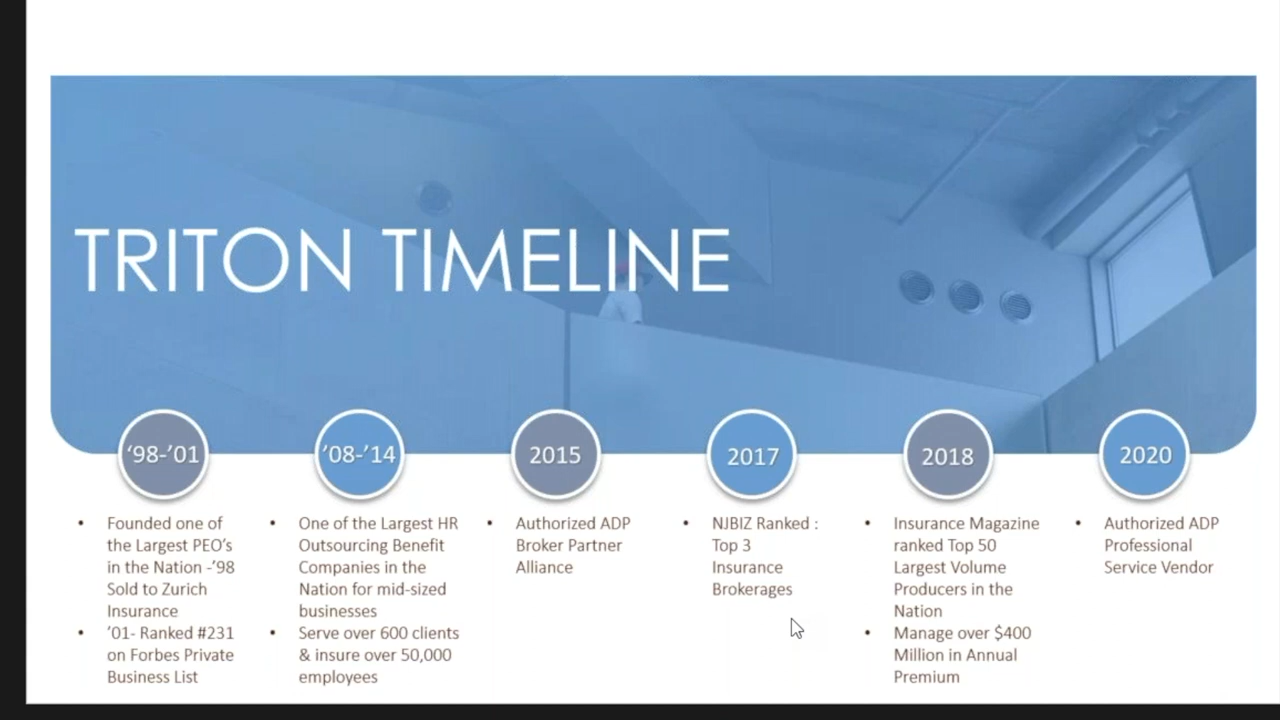 TRITON TIMELINE
‘98-’01
’08-’14
2015
2017
2018
2020
• Founded one of
the Largest PEO’s
in the Nation -’98
Sold to Zurich
Insurance
• ’01- Ranked #231
on Forbes Private
Business List
• One of the Largest HR
Outsourcing Benefit
Companies in the
Nation for mid-sized
businesses
• Serve over 600 clients
& insure over 50,000
employees
• Authorized ADP
Broker Partner
Alliance
• NJBIZ Ranked :
Top 3
Insurance
Brokerages
• Insurance Magazine
ranked Top 50
Largest Volume
Producers in the
Nation
• Manage over $400
Million in Annual
Premium
• Authorized ADP
Professional
Service Vendor